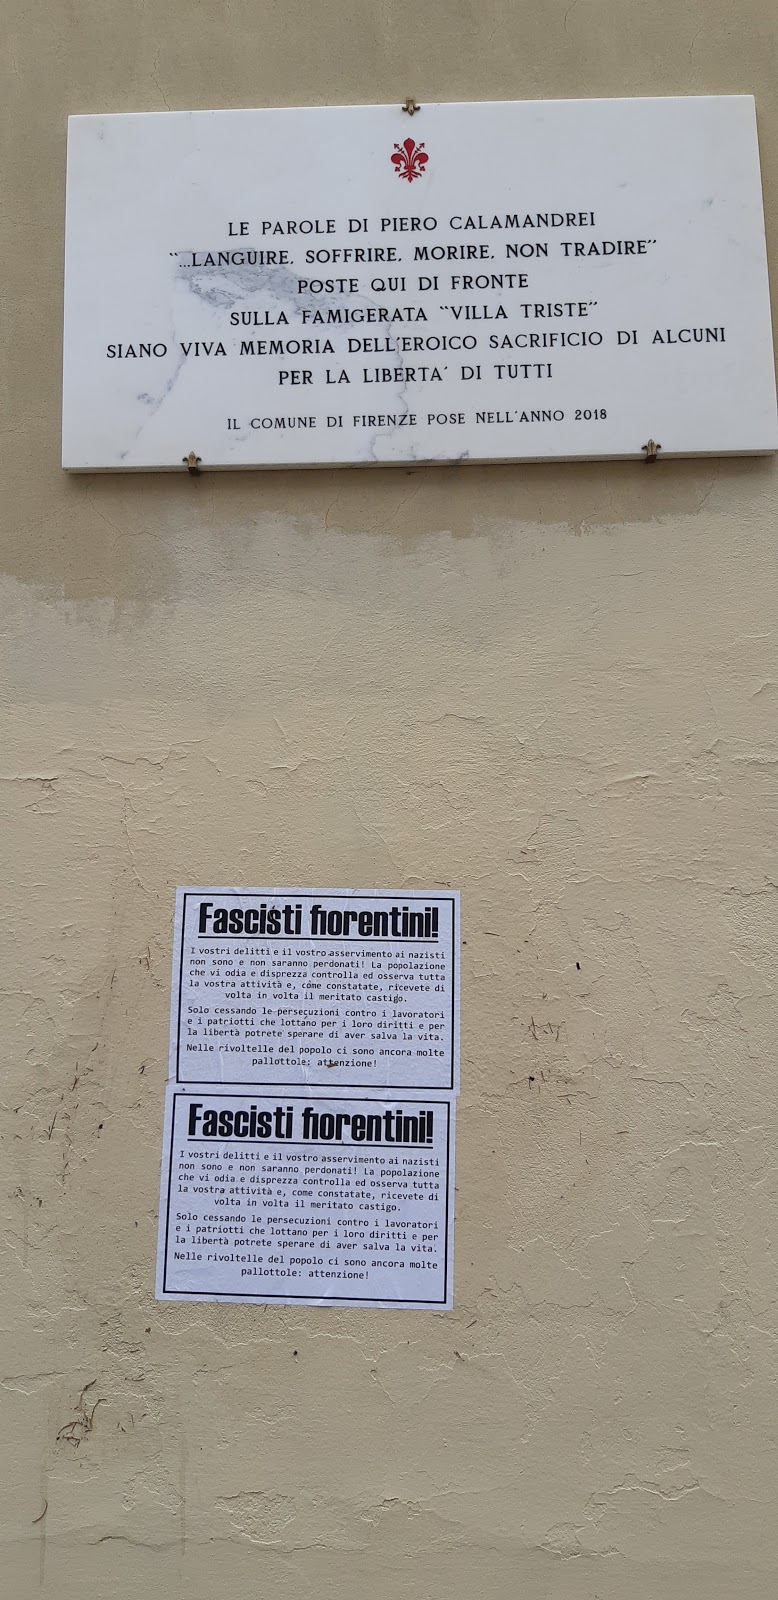 LE PAROLE DI PIERO CALAMANDREI
“...LANGUIRE, SOFFRIRE, MORIRE, NON TRADIRE”
POSTE QUI DI FRONTE
SULLA FAMIGERATA “VILLA TRISTE”
SIANO VIVA MEMORIA DELL'EROICO SACRIFICIO DI ALCUNI
PER LA LIBERTA' DI TUTTI
IL COMUNE DI FIRENZE POSE NELL'ANNO 2018
Fascisti fiorentini!
I vostri delitti e il vostro asservimento ai nazisti
non sono e non saranno perdonati! La popolazione
che vi odia e disprezza controlla ed osserva tutta
la vostra attività e, come constatate, ricevete di
volta in volta il meritato castigo.
Solo cessando le persecuzioni contro i lavoratori
e i patriotti che lottano per i loro diritti e per
la libertà potrete sperare di aver salva la vita.
Nelle rivoltelle del popolo ci sono ancora molte
pallottole: attenzione!
Fascisti fiorentini!
I vostri delitti e il vostro asservimento ai nazisti
non sono e non saranno perdonati! La popolazione
che vi odia e disprezza controlla ed osserva tutta
la vostra attività e, come constatate, ricevete di
volta in volta il meritato castigo.
Solo cessando le persecuzioni contro i lavoratori
e i patriotti che lottano per i loro diritti e per
la libertà potrete sperare di aver salva la vita.
Nelle rivoltelle del popolo ci sono ancora molte
pallottole: attenzione!